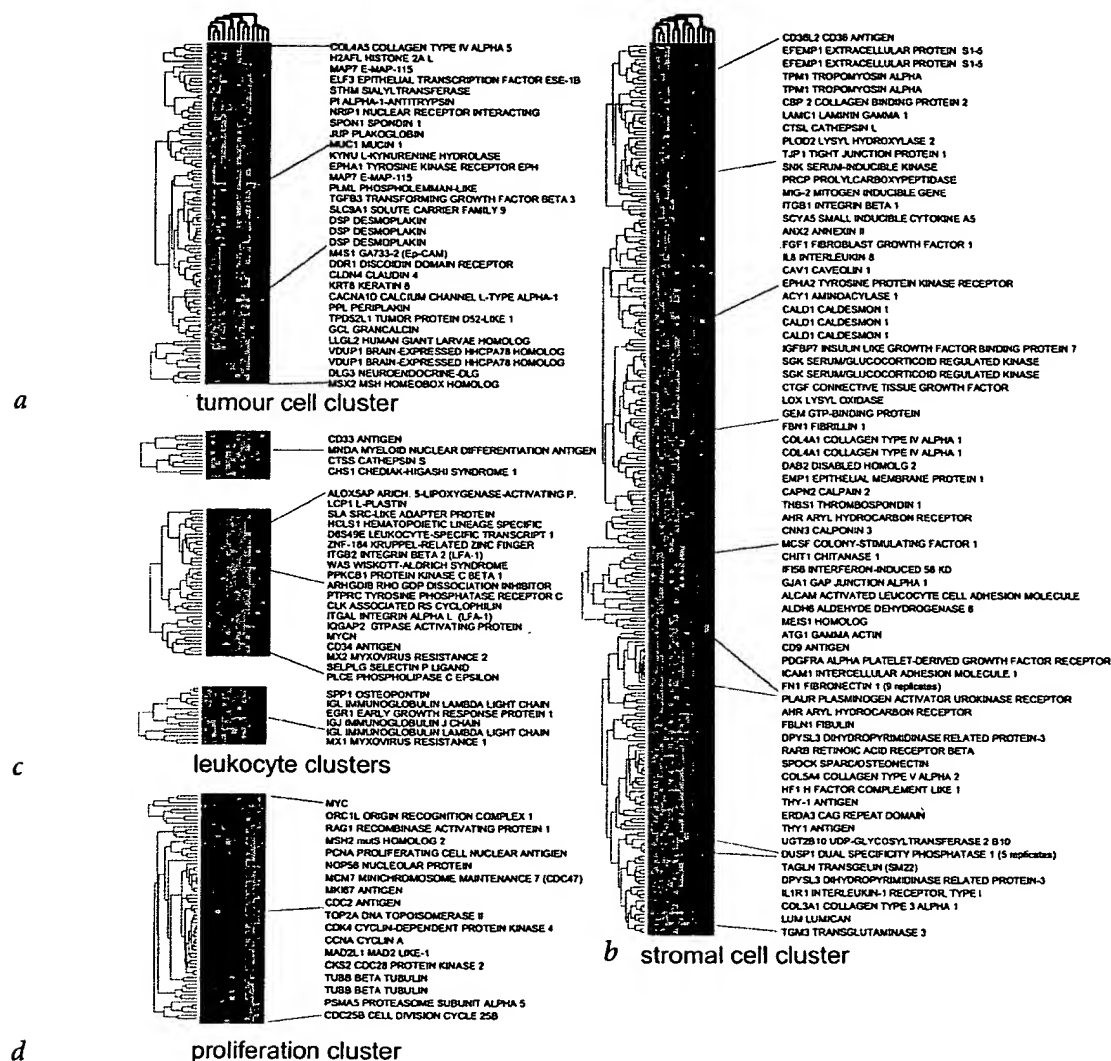 COL4A5 COLLAGEN TYPE IV ALPHA 5
H2AFL HISTONE 2A L
MAP7 E-MAP-115
ELF3 EPITHELIAL TRANSCRIPTION FACTOR ESE-1B
STHM SIALYLTRANSFERASE
PI ALPHA-1-ANTITRYPSIN
NRIP1 NUCLEAR RECEPTOR INTERACTING
SPON1 SPONDIN 1
JUP PLAKOGLOBIN
MUC1 MUCIN 1
KYNU L-KYNURENINE HYDROLASE
EPHA1 TYROSINE KINASE RECEPTOR EPH
MAP7 E-MAP-115
PLML PHOSPHOLEMMAN-LIKE
TGFB3 TRANSFORMING GROWTH FACTOR BETA 3
SLC9A1 SOLUTE CARRIER FAMILY 9
DSP DESMOPLAKIN
DSP DESMOPLAKIN
DSP DESMOPLAKIN
M4S1 GA733-2 (Ep-CAM)
DDR1 DISCOIDIN DOMAIN RECEPTOR
CLDN4 CLAUDIN 4
KRT8 KERATIN 8
CACNA1D CALCIUM CHANNEL L-TYPE ALPHA-1
PPL PERIPLAKIN
TPD52L1 TUMOR PROTEIN D52-LIKE 1
GCL GRANCALCIN
LLGL2 HUMAN GIANT LARVAE HOMOLOG
VDUP1 BRAIN-EXPRESSED HHCPA78 HOMOLOG
VDUP1 BRAIN-EXPRESSED HHCPA78 HOMOLOG
DLG3 NEUROENDOCRINE-DLG
MSX2 MSH HOMEOBOX HOMOLOG
a
tumour cell cluster
CD33 ANTIGEN
MNDA MYELOID NUCLEAR DIFFERENTIATION ANTIGEN
CTSS CATHEPSIN S
CHS1 CHEDIAK-HIGASHI SYNDROME 1
ALOX5AP ARICH. 5-LIPOXYGENASE-ACTIVATING P.
LCP1 L-PLASTIN
SLA SRC-LIKE ADAPTER PROTEIN
HCLS1 HEMATOPOIETIC LINEAGE SPECIFIC
D6S49E LEUKOCYTE-SPECIFIC TRANSCRIPT 1
ZNF-184 KRUPPEL-RELATED ZINC FINGER
ITGB2 INTEGRIN BETA 2 (LFA-1)
WAS WISKOTT-ALDRICH SYNDROME
PPKCB1 PROTEIN KINASE C BETA 1
ARHGDIB RHO GDP DISSOCIATION INHIBITOR
PTPRC TYROSINE PHOSPHATASE RECEPTOR C
CLK ASSOCIATED RS CYCLOPHILIN
ITGAL INTEGRIN ALPHA L (LFA-1)
IQGAP2 GTPASE ACTIVATING PROTEIN
MYCN
CD34 ANTIGEN
MX2 MYXOVIRUS RESISTANCE 2
SELPLG SELECTIN P LIGAND
PLCE PHOSPHOLIPASE C EPSILON
SPP1 OSTEOPONTIN
IGL IMMUNOGLOBULIN LAMBDA LIGHT CHAIN
EGR1 EARLY GROWTH RESPONSE PROTEIN 1
IGJ IMMUNOGLOBULIN J CHAIN
IGL IMMUNOGLOBULIN LAMBDA LIGHT CHAIN
MX1 MYXOVIRUS RESISTANCE 1
c
leukocyte clusters
MYC
ORC1L ORIGIN RECOGNITION COMPLEX 1
RAG1 RECOMBINASE ACTIVATING PROTEIN 1
MSH2 mutS HOMOLOG 2
PCNA PROLIFERATING CELL NUCLEAR ANTIGIEN
NOP56 NUCLEOLAR PROTEIN
MCM7 MINICHROMOSOME MAINTENANCE 7 (CDC47)
MKI67 ANTIGEN
CDC2 ANTIGEN
TOP2A DNA TOPOISOMERASE II
CDK4 CYCLIN-DEPENDENT PROTEIN KINASE 4
CCNA CYCLIN A
MAD2L1 MAD2 LIKE-1
CKS2 CDC28 PROTEIN KINASE 2
TUBB BETA TUBULIN
TUBB BETA TUBULIN
PSMA5 PROTEASOME SUBUNIT ALPHA 5
CDC25B CELL DIVISION CYCLE 25B
d
proliferation cluster
CD36L2 CD36 ANTIGEN
EFEMP1 EXTRACELLULAR PROTEIN S1-5
EFEMP1 EXTRACELLULAR PROTEIN S1-5
TPM1 TROPOMYOSIN ALPHA
TPM1 TROPOMYOSIN ALPHA
CBP 2 COLLAGEN BINDING PROTEIN 2
LAMC1 LAMININ GAMMA 1
CTSL CATHEPSIN L
PLOD2 LYSYL HYDROXYLASE 2
TJP1 TIGHT JUNCTION PROTEIN 1
SNK SERUM-INDUCIBLE KINASE
PRCP PROLYLCARBOXYPEPTIDASE
MIG-2 MITOGEN INDUCIBLE GENE
ITGB1 INTEGRIN BETA 1
SCYA5 SMALL INDUCIBLE CYTOKINE A5
ANX2 ANNEXIN II
FGF1 FIBROBLAST GROWTH FACTOR 1
IL8 INTERLEUKIN 8
CAV1 CAVEOLIN 1
EPHA2 TYROSINE PROTEIN KINASE RECEPTOR
ACY1 AMINOACYLASE 1
CALD1 CALDESMON 1
CALD1 CALDESMON 1
CALD1 CALDESMON 1
IGFBP7 INSULIN LIKE GROWTH FACTOR BINDING PROTEIN 7
SGK SERUM/GLUCOCORTICOID REGULATED KINASE
SGK SERUM/GLUCOCORTICOID REGULATED KINASE
CTGF CONNECTIVE TISSUE GROWTH FACTOR
LOX LYSYL OXIDASE
GEM GTP-BINDING PROTEIN
FBN1 FIBRILLIN 1
COL4A1 COLLAGEN TYPE IV ALPHA 1
COL4A1 COLLAGEN TYPE IV ALPHA 1
DAB2 DISABLED HOMOLG 2
EMP1 EPITHELIAL MEMBRANE PROTEIN 1
CAPN2 CALPAIN 2
THBS1 THROMBOSPONDIN 1
AHR ARYL HYDROCARBON RECEPTOR
CNN3 CALPONIN 3
MCSF COLONY-STIMULATING FACTOR 1
CHIT1 CHITANASE 1
IFI56 INTERFERON-INDUCED 56 KD
GJA1 GAP JUNCTION ALPHA 1
ALCAM ACTIVATED LEUCOCYTE CELL ADHESION MOLECULE
ALDH6 ALDEHYDE DEHYDROGENASE 6
MEIS1 HOMOLOG
ATG1 GAMMA ACTIN
CD9 ANTIGEN
PDGFRA ALPHA PLATELET-DERIVED GROWTH FACTOR RECEPTOR
ICAM1 INTERCELLULAR ADHESION MOLECULE 1
FN1 FIBRONECTIN 1 (9 replicates)
PLAUR PLASMINOGEN ACTIVATOR UROKINASE RECEPTOR
AHR ARYL HYDROCARBON RECEPTOR
FBLN1 FIBULIN
DPYSL3 DIHYDROPYRIMIDINASE RELATED PROTEIN-3
RARB RETINOIC ACID RECEPTOR BETA
SPOCK SPARC/OSTEONECTIN
COL5A4 COLLAGEN TYPE V ALPHA 2
HF1 H FACTOR COMPLEMENT LIKE 1
THY-1 ANTIGEN
ERDA3 CAG REPEAT DOMAIN
THY1 ANTIGEN
UGT2B10 UDP-GLYCOSYLTRANSFERASE 2 B10
DUSP1 DUAL SPECIFICITY PHOSPHATASE 1 (5 replicates)
TAGLN TRANSGELIN (SM22)
DPYSL3 DIHYDROPYRIMIDINASE RELATED PROTEIN-3
IL1R1 INTERLEUKIN-1 RECEPTOR, TYPE I
COL3A1 COLLAGEN TYPE 3 ALPHA 1
LUM LUMICAN
TGM3 TRANSGLUTAMINASE 3
b stromal cell cluster